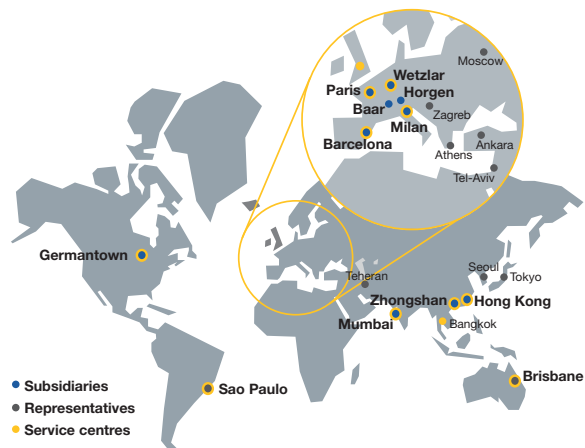 Moscow
Wetzlar
Paris
Horgen
Baar
Zagreb
Milan
Barcelona
Ankara
Athens
Tel-Aviv
Germantown
Seoul
Teheran
Tokyo
Zhongshan
Hong Kong
Mumbai
Bangkok
Brisbane
Subsidiaries
Sao Paulo
Representatives
Service centres